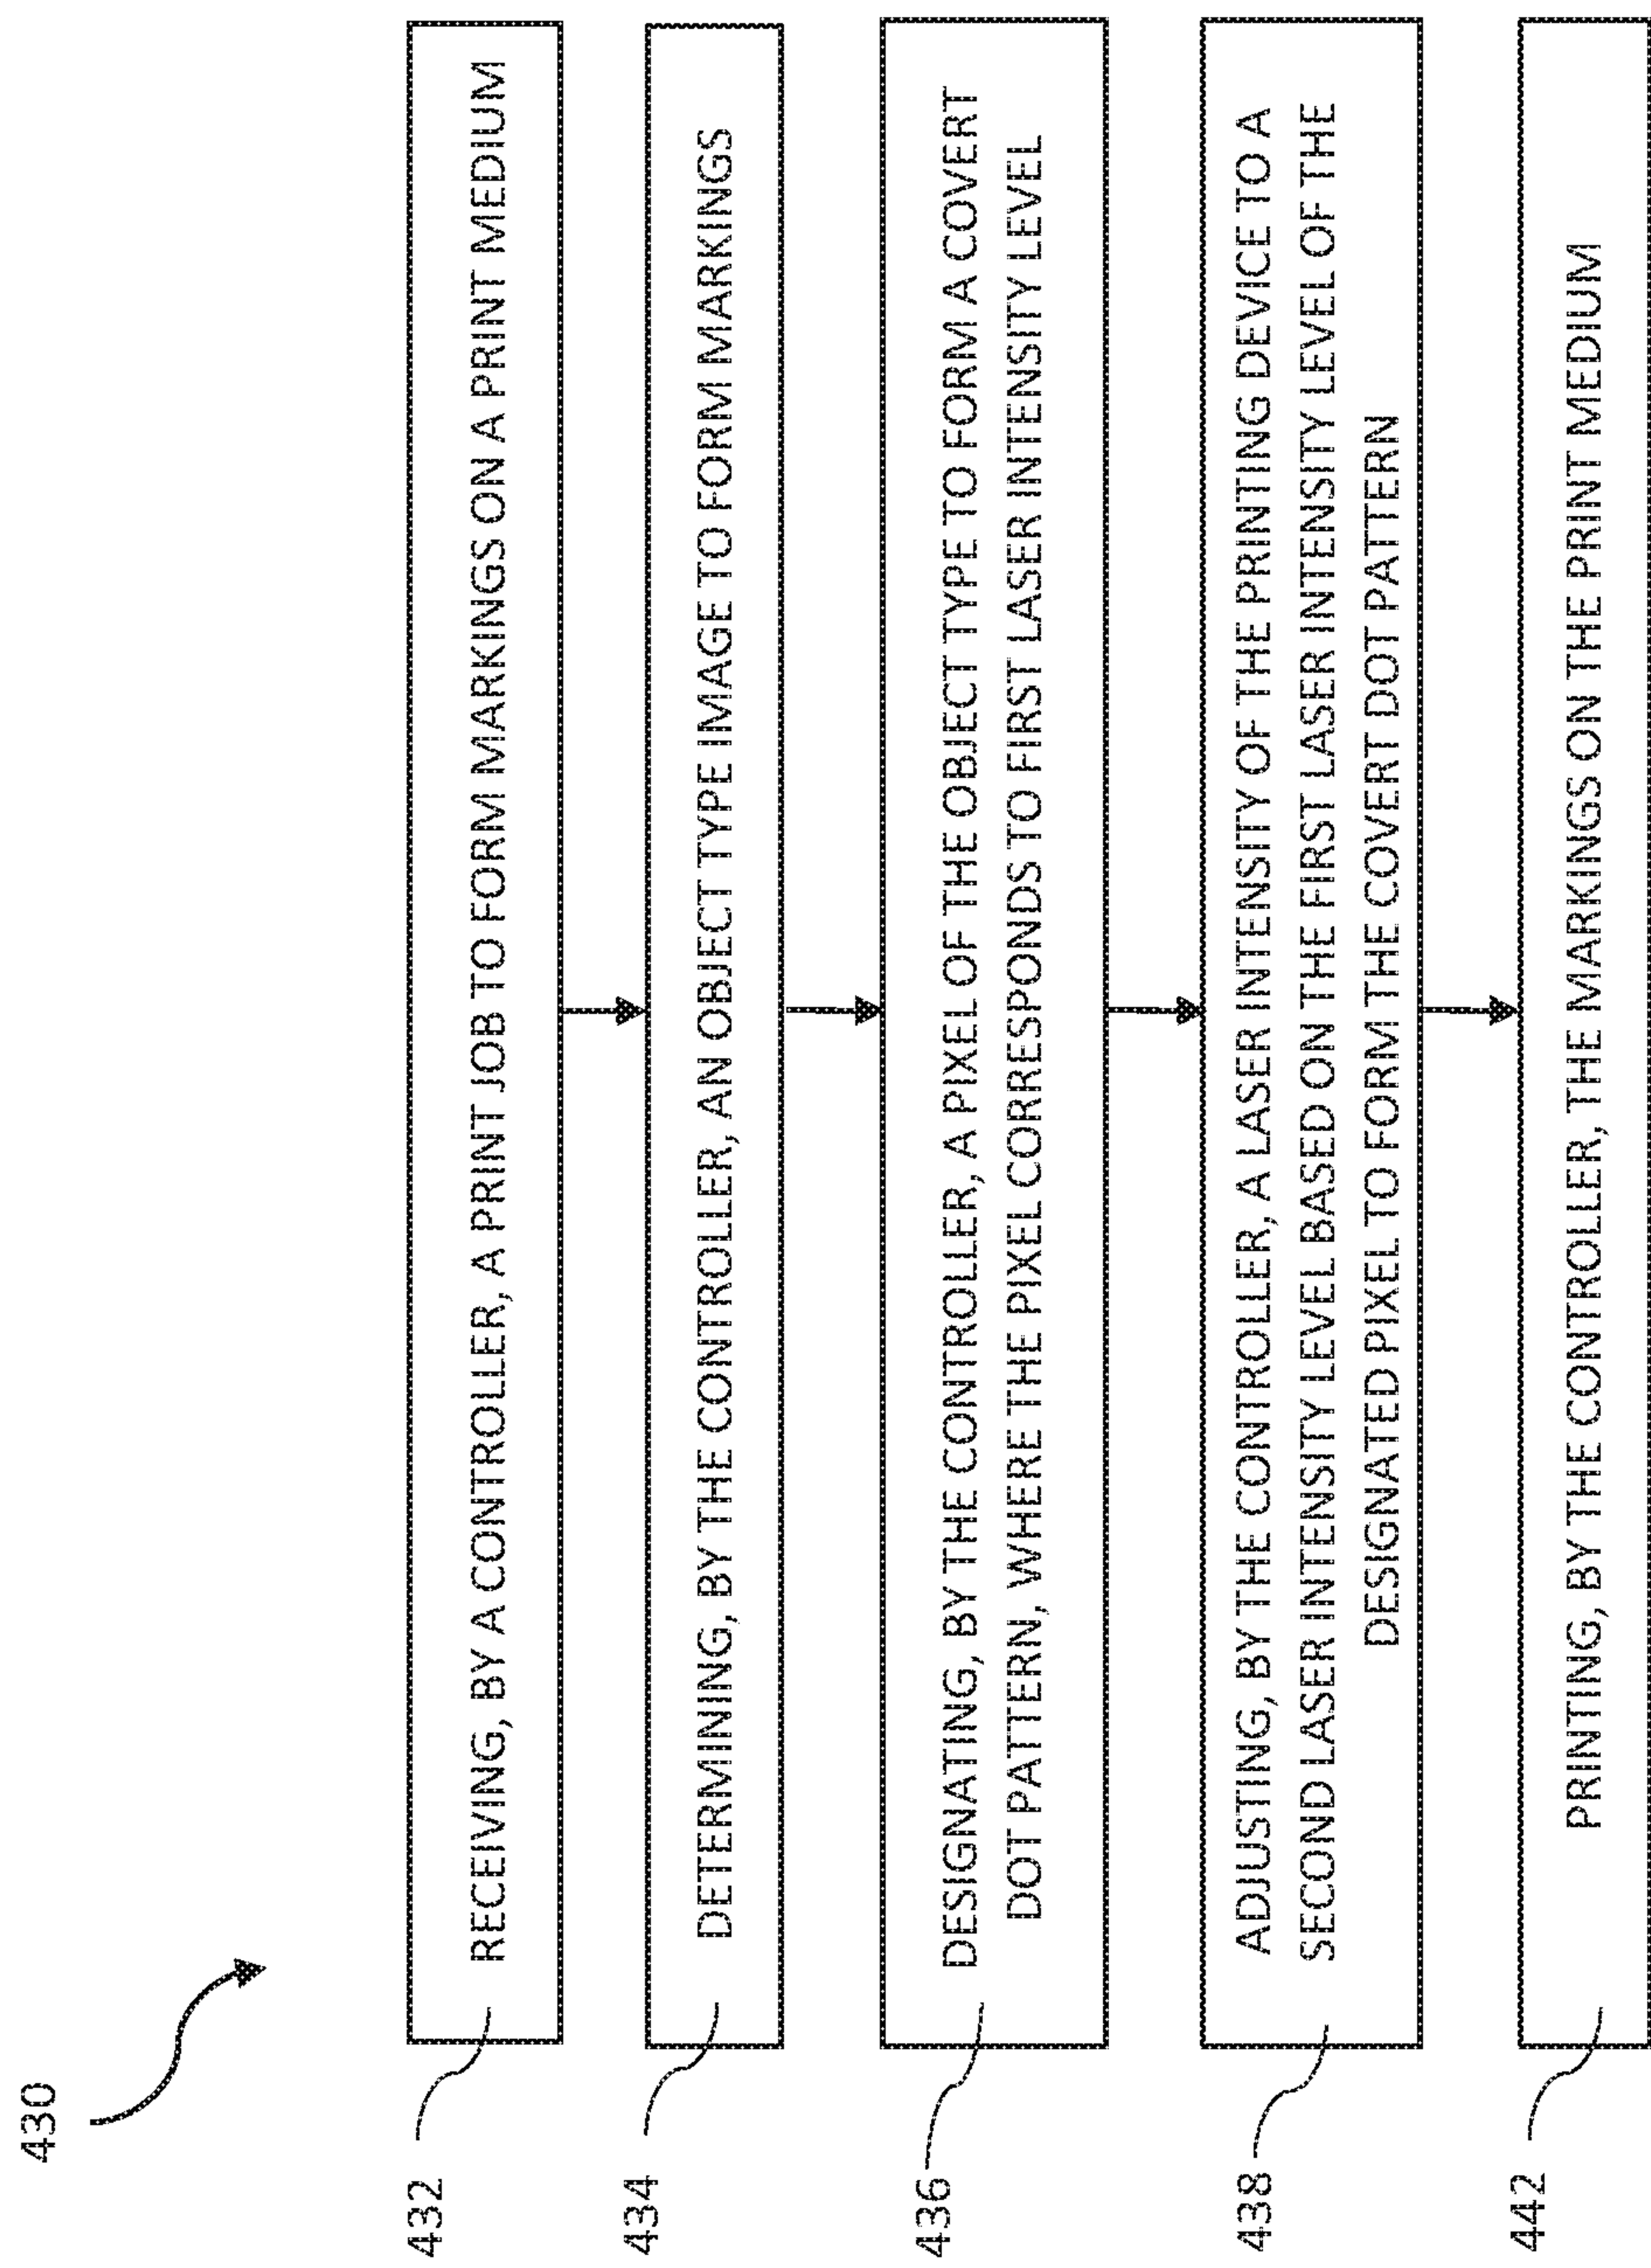 430
432
RECEIVING, BY A CONTROLLER, A PRINT JOB TO FORM MARKINGS ON A PRINT MEDIUM
434
DETERMINING, BY THE CONTROLLER, AN OBJECT TYPE IMAGE TO FORM MARKINGS
436
DESIGNATING, BY THE CONTROLLER, A PIXEL OF THE OBJECT TYPE TO FORM A COVERT
DOT PATTERN, WHERE THE PIXEL CORRESPONDS TO FIRST LASER INTENSITY LEVEL
438
ADJUSTING, BY THE CONTROLLER, A LASER INTENSITY OF THE PRINTING DEVICE TO A
SECOND LASER INTENSITY LEVEL BASED ON THE FIRST LASER INTENSITY LEVEL OF THE
DESIGNATED PIXEL TO FORM THE COVERT DOT PATTERN
442
PRINTING, BY THE CONTROLLER, THE MARKINGS ON THE PRINT MEDIUM